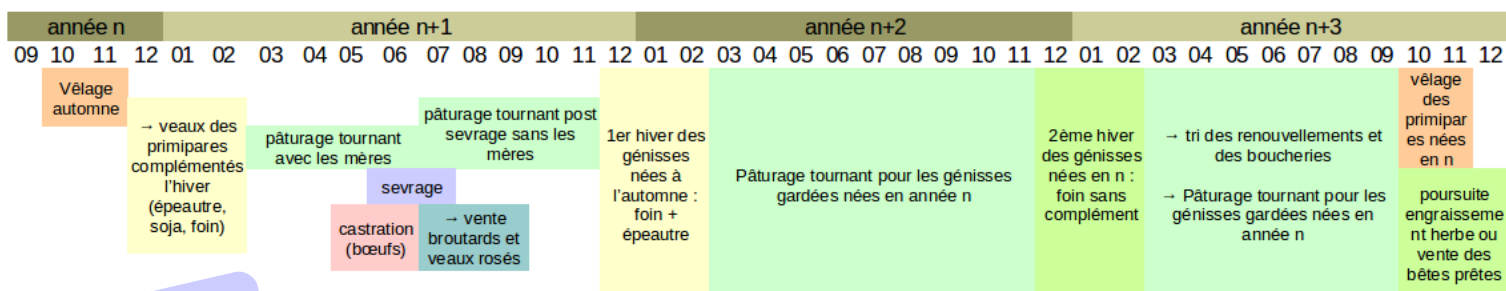 année n
année n+1
année n+2
année n+3
09 10 11 12 01 02 03 04 05 06 07 08 09 10 11 12 01 02 03 04 05 06 07 08 09 10 11 12 01 02 03 04 05 06 07 08 09 10 11 12
Vêlage
automne
→ veaux des
primipares
complémentés
l'hiver
(épeautre,
soja, foin)
pâturage tournant
avec les mères
pâturage tournant post
sevrage sans les
mères
sevrage
castration
(bœufs)
→ vente
broutards et
veaux rosés
1er hiver des
génisses
nées à
l'automne :
foin +
épeautre
Pâturage tournant pour les génisses
gardées nées en année n
2ème hiver
des génisses
nées en n :
foin sans
complément
→ tri des renouvellements et
des boucheries
→ Pâturage tournant pour les
génisses gardées nées en
année n
vêlage
des
primipar
es nées
en n
poursuite
engraisseme
nt herbe ou
vente des
bêtes prêtes